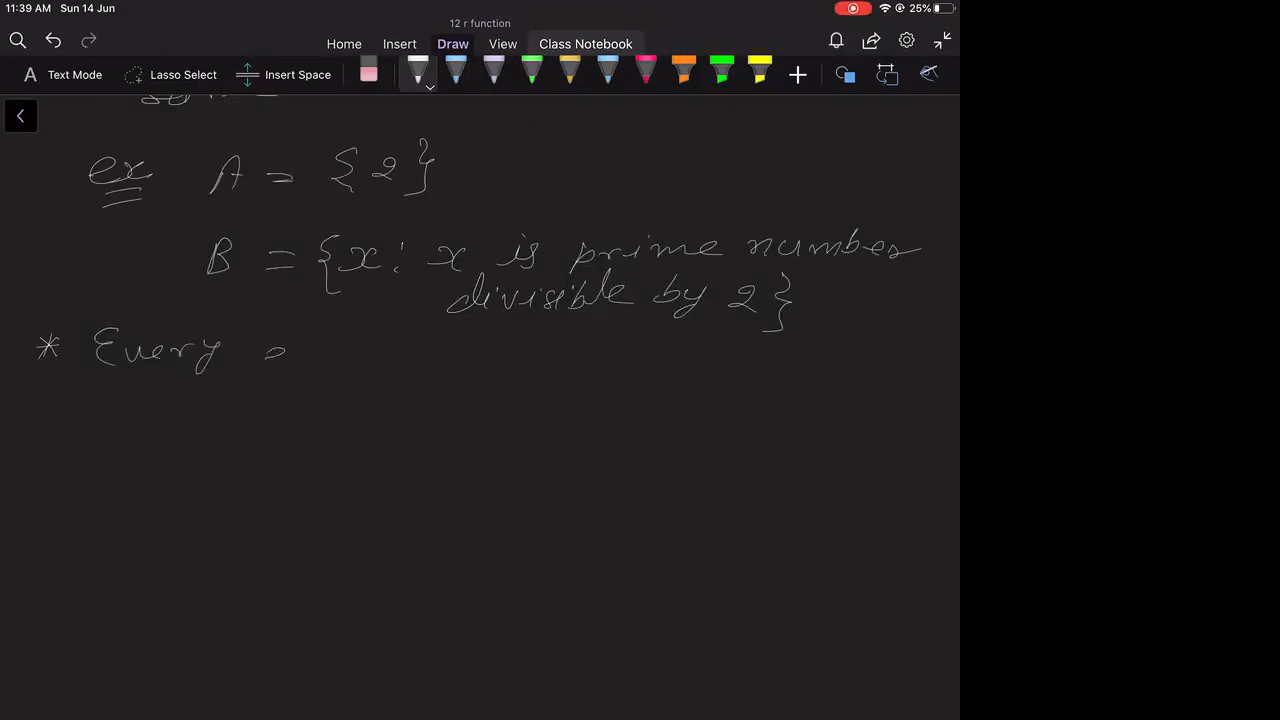 11:39 AM Sun 14 Jun
25%
12 r function
Home Insert Draw View Class Notebook
A Text Mode Lasso Select Insert Space
ex A = {2}
B = {x : x is prime number
divisible by 2}
* Every